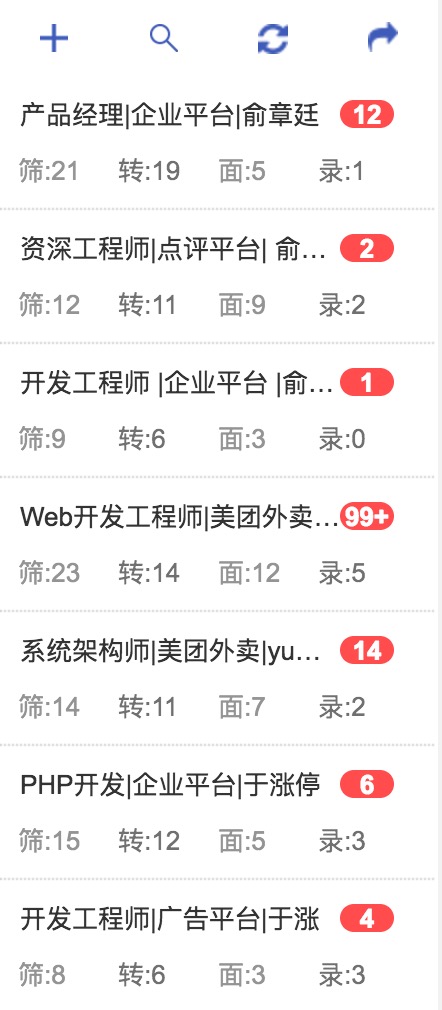 产品经理|企业平台|俞章廷 12
筛:21 转:19 面:5 录:1
资深工程师|点评平台| 俞... 2
筛:12 转:11 面:9 录:2
开发工程师 |企业平台 |俞... 1
筛:9 转:6 面:3 录:0
Web开发工程师|美团外卖... 99+
筛:23 转:14 面:12 录:5
系统架构师|美团外卖|yu... 14
筛:14 转:11 面:7 录:2
PHP开发|企业平台|于涨停 6
筛:15 转:12 面:5 录:3
开发工程师|广告平台|于涨 4
筛:8 转:6 面:3 录:3